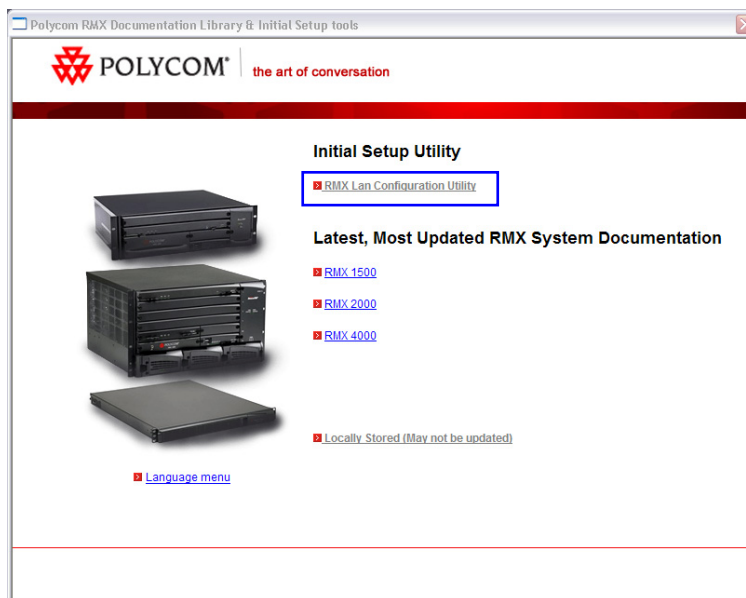 Polycom RMX Documentation Library & Initial Setup tools
POLYCOM® the art of conversation
Initial Setup Utility
RMX Lan Configuration Utility
Latest, Most Updated RMX System Documentation
RMX 1500
RMX 2000
RMX 4000
Locally Stored (May not be updated)
Language menu